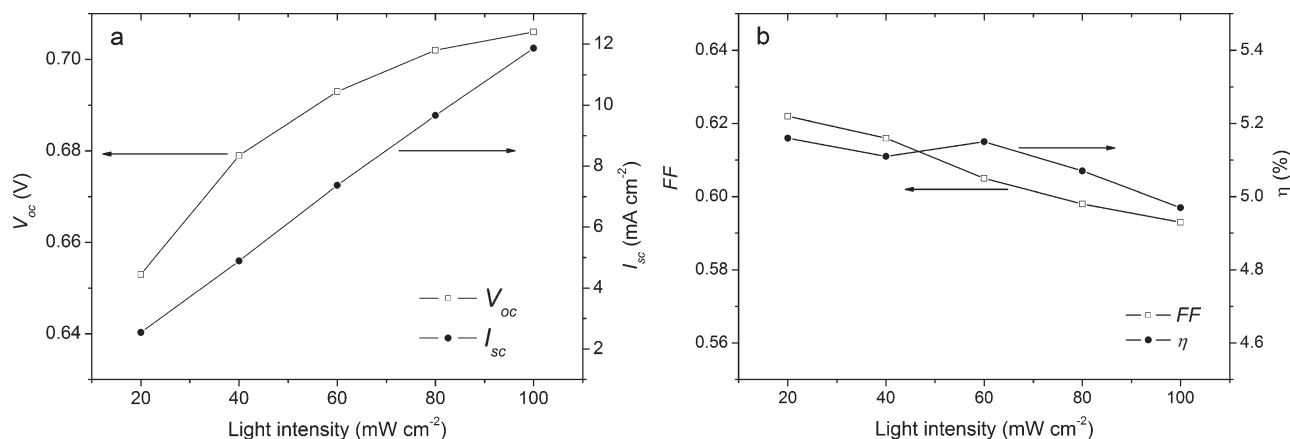 a
0.70
0.68
0.66
0.64
V_oc (V)
12
10
8
6
4
2
I_sc (mA cm⁻²)
V_oc
I_sc
20 40 60 80 100
Light intensity (mW cm⁻²)
b
0.64
0.62
0.60
0.58
0.56
FF
5.4
5.2
5.0
4.8
4.6
η (%)
FF
η
20 40 60 80 100
Light intensity (mW cm⁻²)